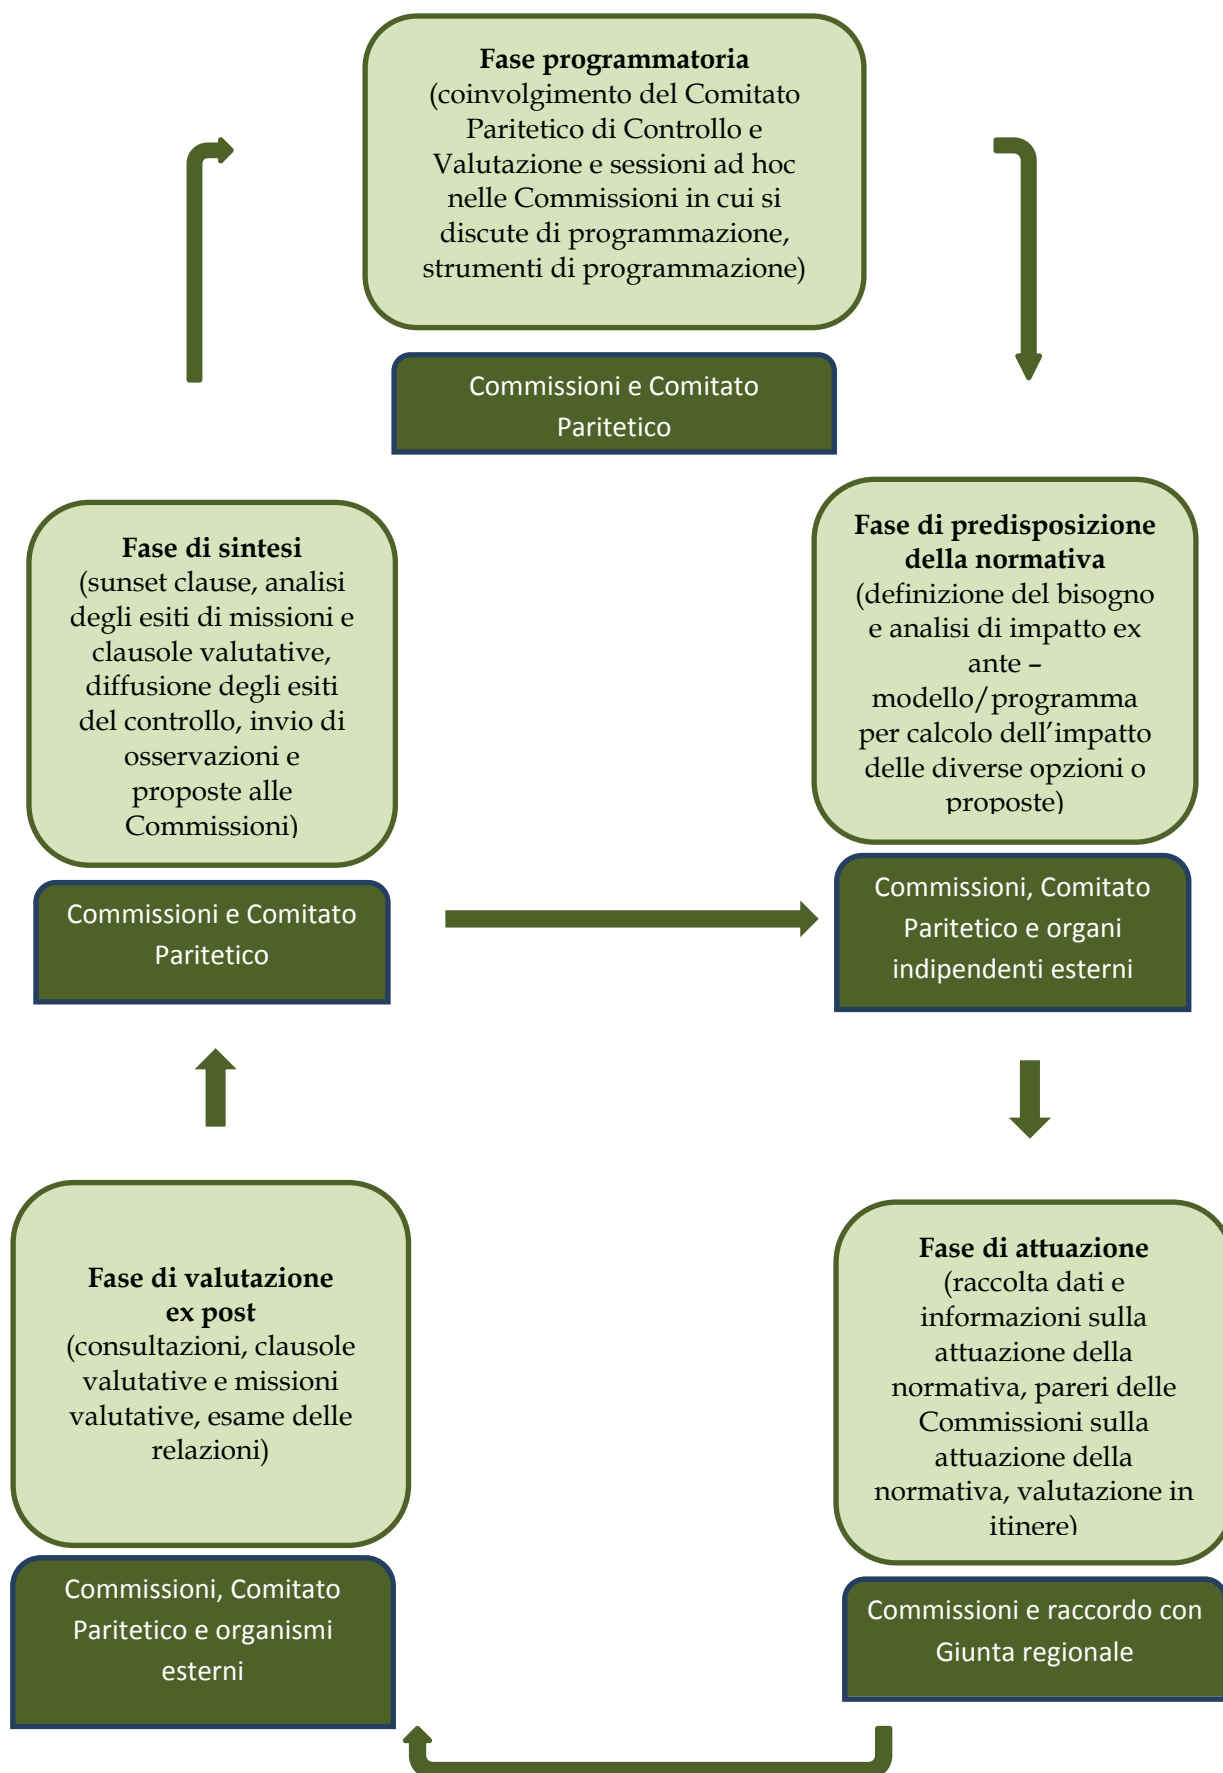 Fase programmatoria
(coinvolgimento del Comitato
Paritetico di Controllo e
Valutazione e sessioni ad hoc
nelle Commissioni in cui si
discute di programmazione,
strumenti di programmazione)
Commissioni e Comitato
Paritetico
Fase di sintesi
(sunset clause, analisi
degli esiti di missioni e
clausole valutative,
diffusione degli esiti
del controllo, invio di
osservazioni e
proposte alle
Commissioni)
Commissioni e Comitato
Paritetico
Fase di predisposizione
della normativa
(definizione del bisogno
e analisi di impatto ex
ante –
modello/programma
per calcolo dell’impatto
delle diverse opzioni o
proposte)
Commissioni, Comitato
Paritetico e organi
indipendenti esterni
Fase di valutazione
ex post
(consultazioni, clausole
valutative e missioni
valutative, esame delle
relazioni)
Commissioni, Comitato
Paritetico e organismi
esterni
Fase di attuazione
(raccolta dati e
informazioni sulla
attuazione della
normativa, pareri delle
Commissioni sulla
attuazione della
normativa, valutazione in
itinere)
Commissioni e raccordo con
Giunta regionale